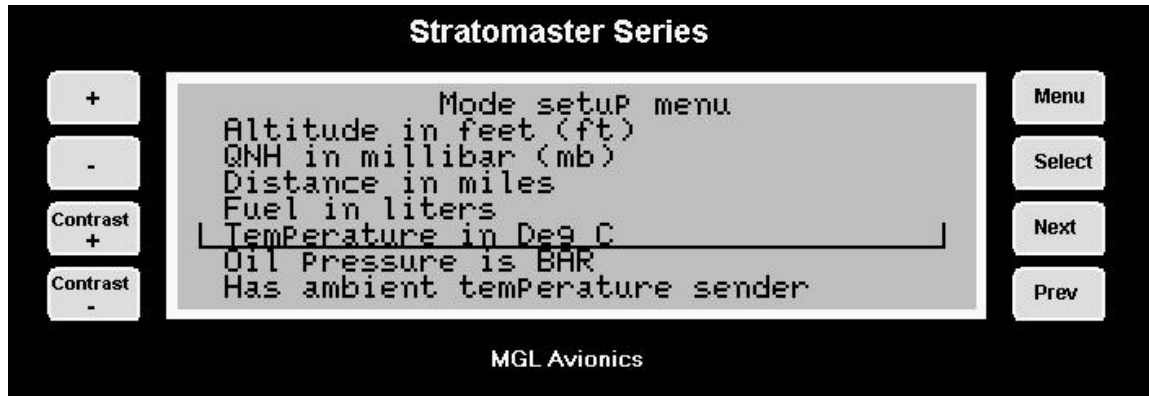 Stratomaster Series
+
-
Contrast
+
Contrast
-
Mode setup menu
Altitude in feet (ft)
QNH in millibar (mb)
Distance in miles
Fuel in liters
Temperature in Deg C
Oil Pressure is BAR
Has ambient temperature sender
Menu
Select
Next
Prev
MGL Avionics